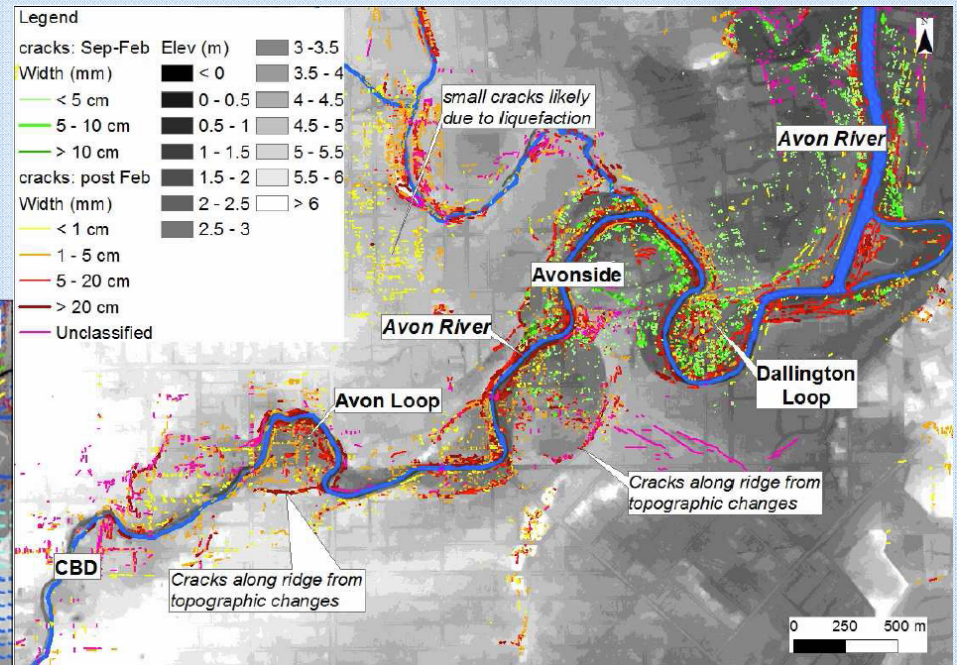 Legend
cracks: Sep-Feb
Width (mm)
< 5 cm
5 - 10 cm
> 10 cm
cracks: post Feb
Width (mm)
< 1 cm
1 - 5 cm
5 - 20 cm
> 20 cm
Unclassified
Elev (m)
< 0
0 - 0.5
0.5 - 1
1 - 1.5
1.5 - 2
2 - 2.5
2.5 - 3
3 -3.5
3.5 - 4
4 - 4.5
4.5 - 5
5 - 5.5
5.5 - 6
> 6
small cracks likely
due to liquefaction
N
Avon River
Avonside
Avon River
Dallington
Loop
Avon Loop
Cracks along ridge from
topographic changes
CBD
Cracks along ridge from
topographic changes
0 250 500 m